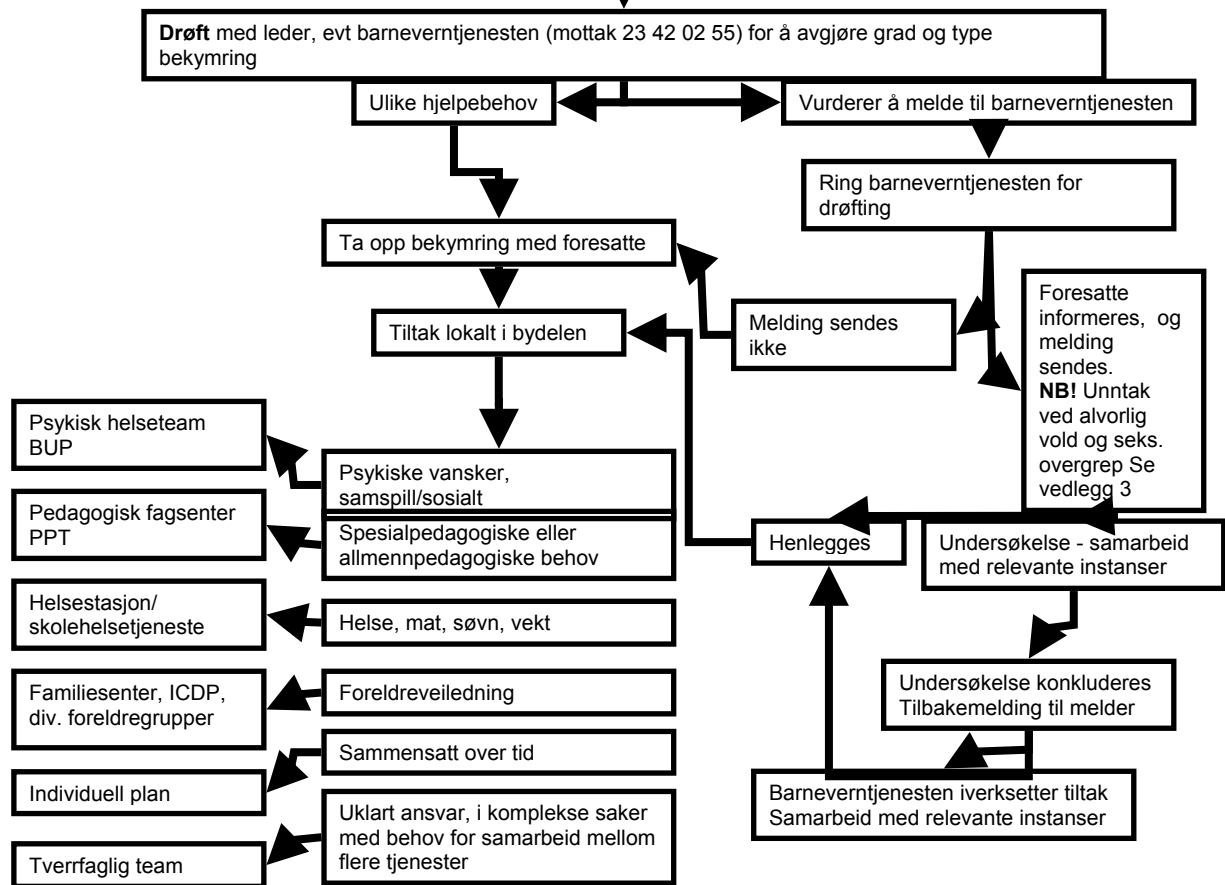 Drøft med leder, evt barneverntjenesten (mottak 23 42 02 55) for å avgjøre grad og type
bekymring
Ulike hjelpebehov
Vurderer å melde til barneverntjenesten
Ring barneverntjenesten for
drøfting
Ta opp bekymring med foresatte
Tiltak lokalt i bydelen
Melding sendes
ikke
Foresatte
informeres, og
melding
sendes.
NB! Unntak
ved alvorlig
vold og seks.
overgrep Se
vedlegg 3
Psykisk helseteam
BUP
Psykiske vansker,
samspill/sosialt
Pedagogisk fagsenter
PPT
Spesialpedagogiske eller
allmennpedagogiske behov
Henlegges
Undersøkelse - samarbeid
med relevante instanser
Helsestasjon/
skolehelsetjeneste
Helse, mat, søvn, vekt
Familiesenter, ICDP,
div. foreldregrupper
Foreldreveiledning
Undersøkelse konkluderes
Tilbakemelding til melder
Individuell plan
Sammensatt over tid
Barneverntjenesten iverksetter tiltak
Samarbeid med relevante instanser
Tverrfaglig team
Uklart ansvar, i komplekse saker
med behov for samarbeid mellom
flere tjenester